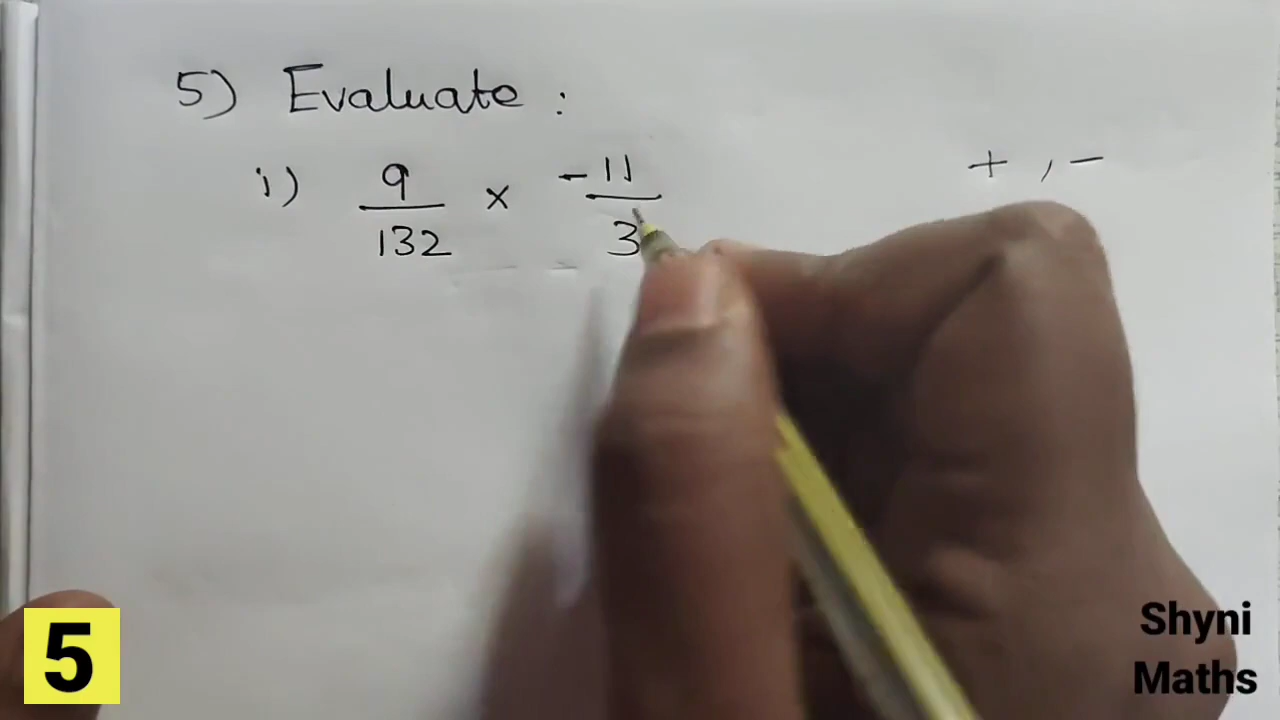 5) Evaluate :
i) 9/132 × -11/3
+ , -
5
Shyni
Maths